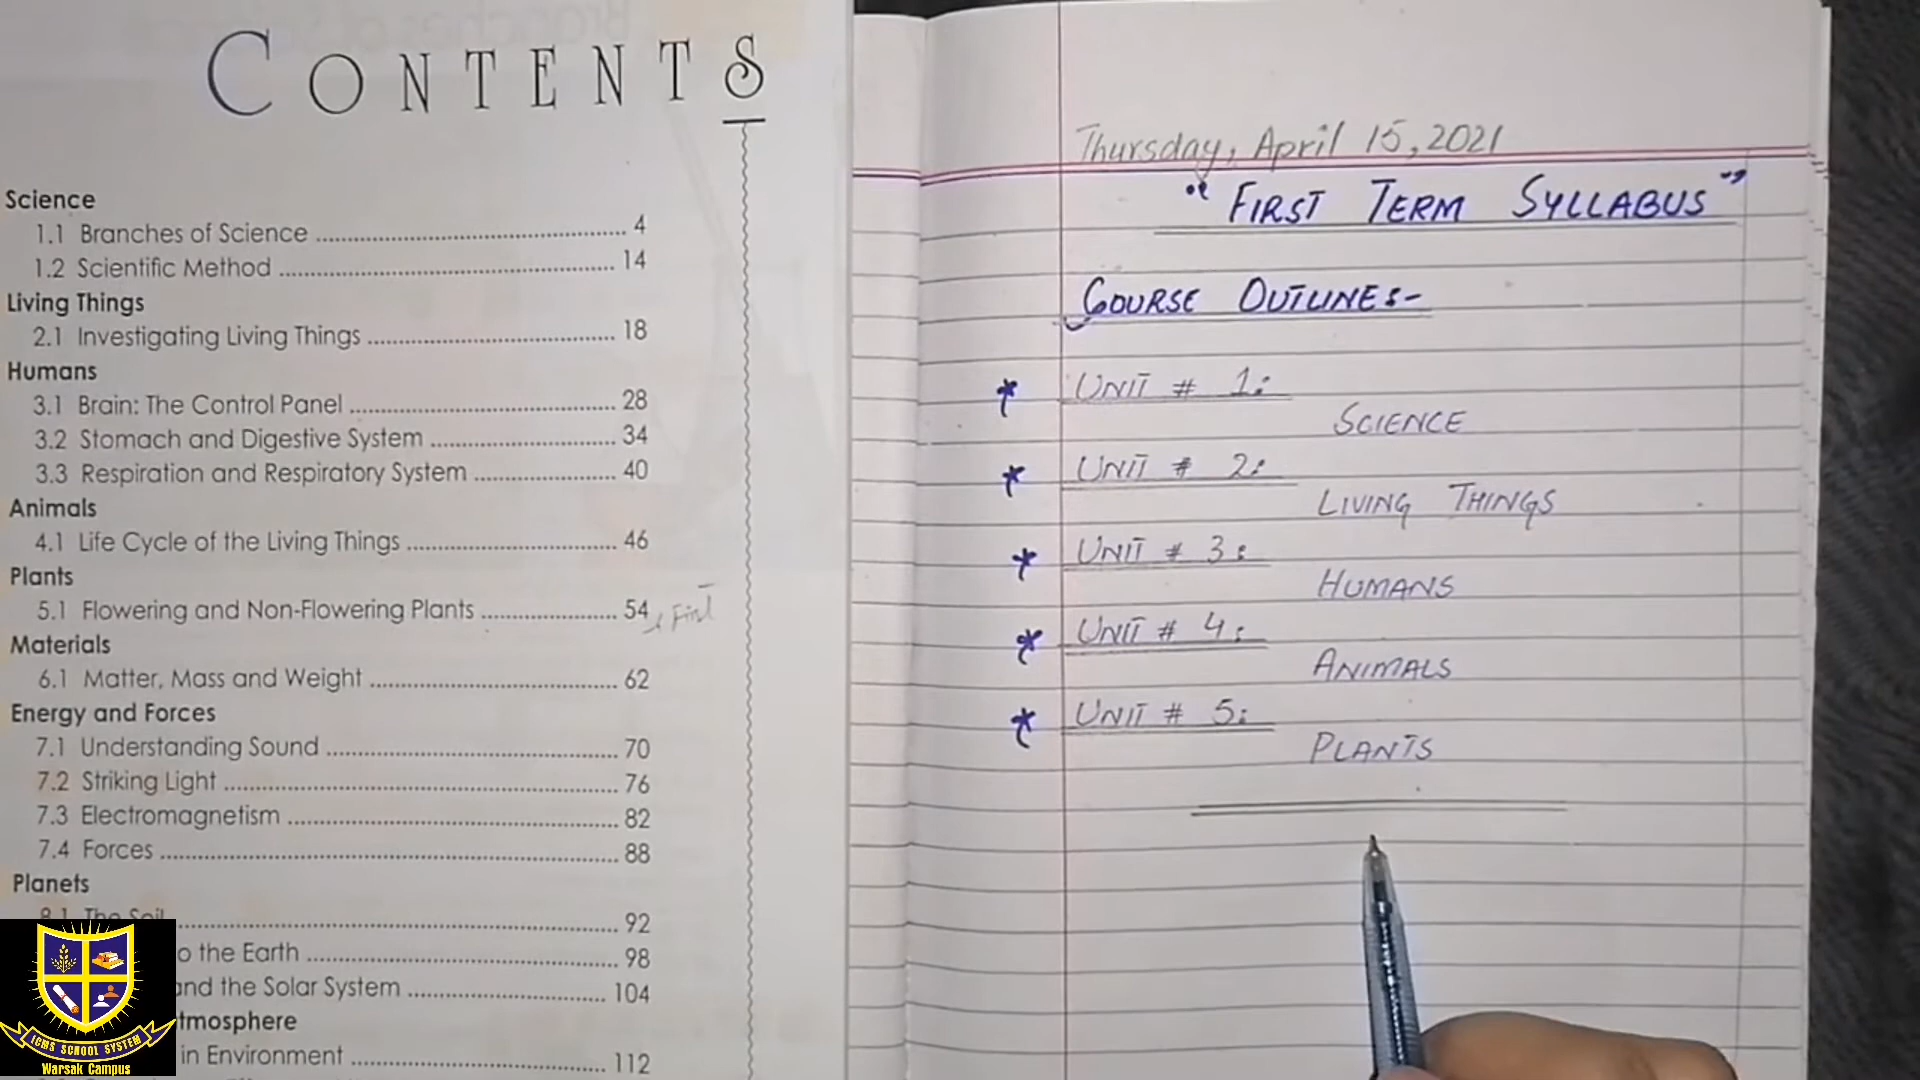 CONTENTS
Science
1.1 Branches of Science ........ 4
1.2 Scientific Method ........ 14
Living Things
2.1 Investigating Living Things ........ 18
Humans
3.1 Brain: The Control Panel ........ 28
3.2 Stomach and Digestive System ........ 34
3.3 Respiration and Respiratory System ........ 40
Animals
4.1 Life Cycle of the Living Things ........ 46
Plants
5.1 Flowering and Non-Flowering Plants ........ 54
Materials
6.1 Matter, Mass and Weight ........ 62
Energy and Forces
7.1 Understanding Sound ........ 70
7.2 Striking Light ........ 76
7.3 Electromagnetism ........ 82
7.4 Forces ........ 88
Planets
8.1 The Soil ........ 92
o the Earth ........ 98
and the Solar System ........ 104
tmosphere
in Environment ........ 112
ICMS SCHOOL SYSTEM
Warsak Campus
Thursday, April 15, 2021
"FIRST TERM SYLLABUS"
COURSE OUTLINES-
* UNIT # 1:
SCIENCE
* UNIT # 2:
LIVING THINGS
* UNIT # 3:
HUMANS
* UNIT # 4:
ANIMALS
* UNIT # 5:
PLANTS